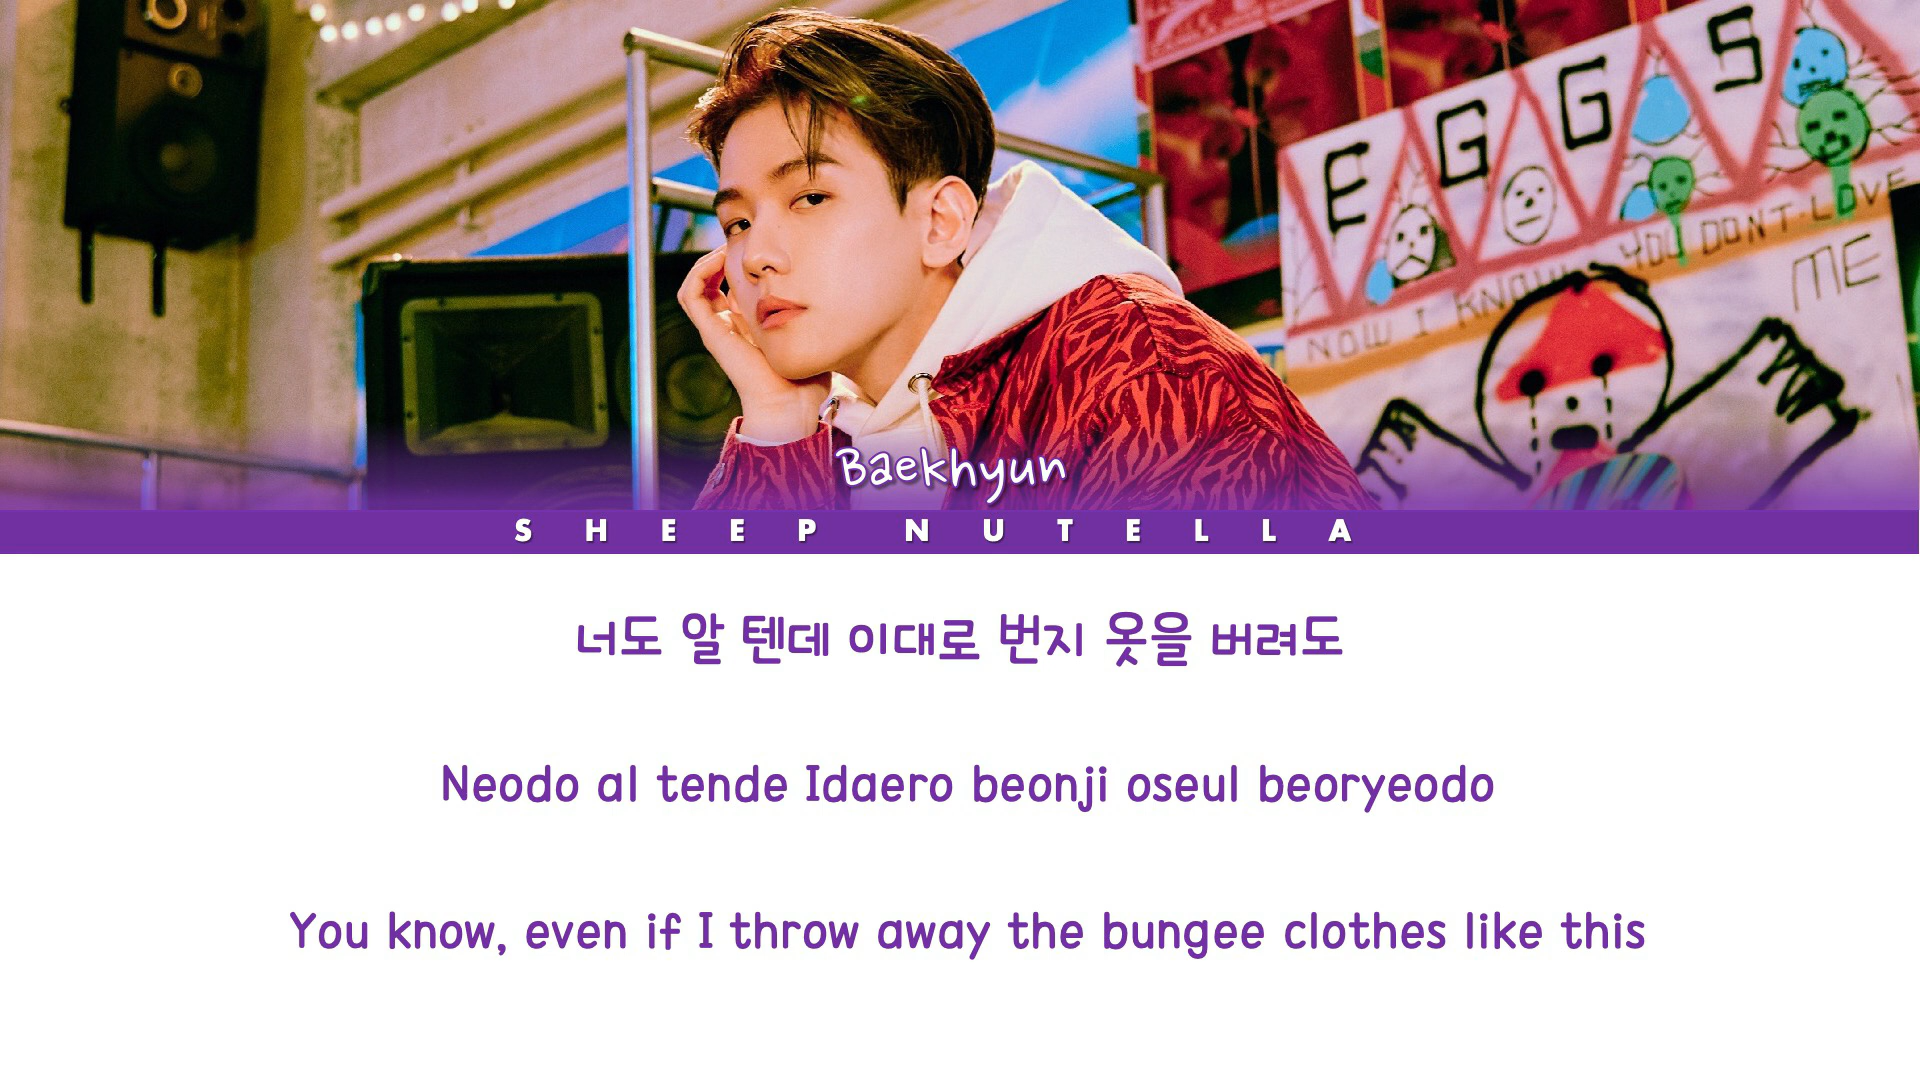 EGGS
NOW I KNOW YOU DONT-LOVE
ME
Baekhyun
SHEEP NUTELLA
너도 알 텐데 이대로 번지 옷을 버려도
Neodo al tende Idaero beonji oseul beoryeodo
You know, even if I throw away the bungee clothes like this